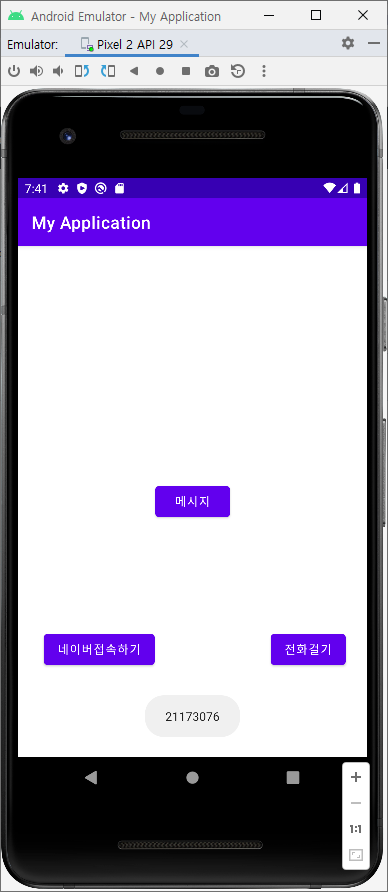 Android Emulator - My Application
Emulator: Pixel 2 API 29
7:41
My Application
메시지
네이버접속하기 전화걸기
21173076
1:1